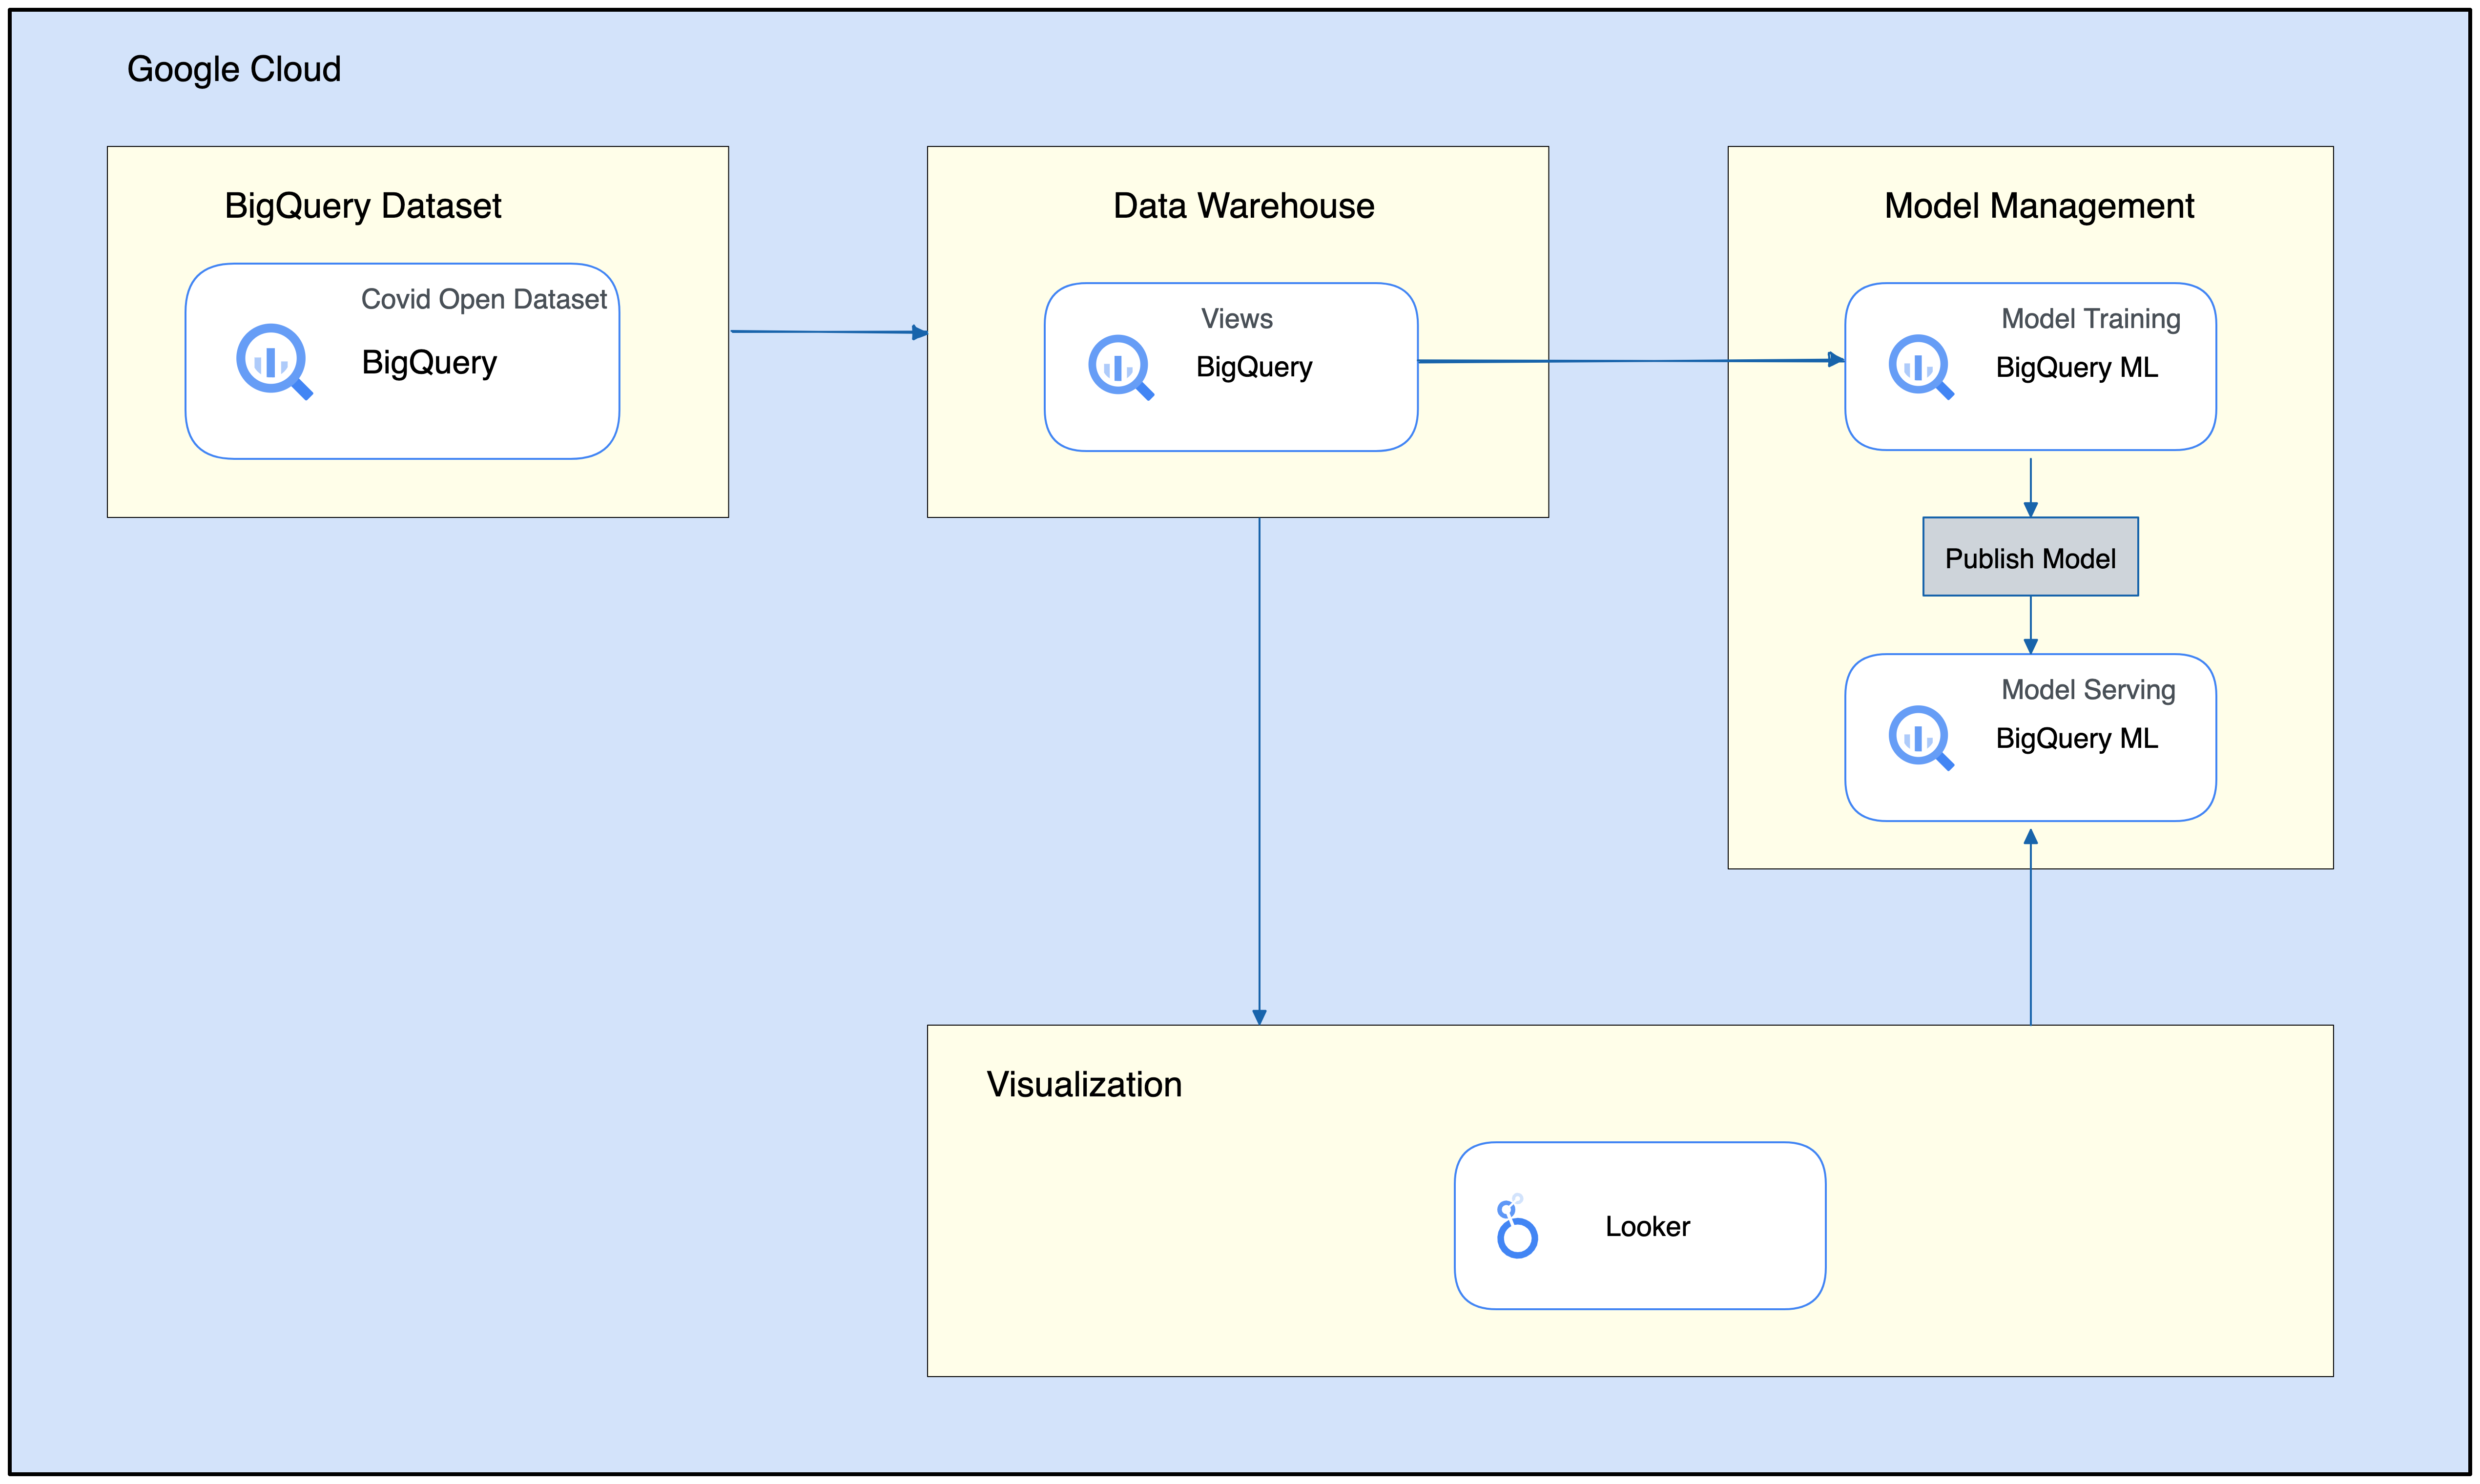 Google Cloud
BigQuery Dataset
Covid Open Dataset
BigQuery
Data Warehouse
Views
BigQuery
Model Management
Model Training
BigQuery ML
Publish Model
Model Serving
BigQuery ML
Visualization
Looker